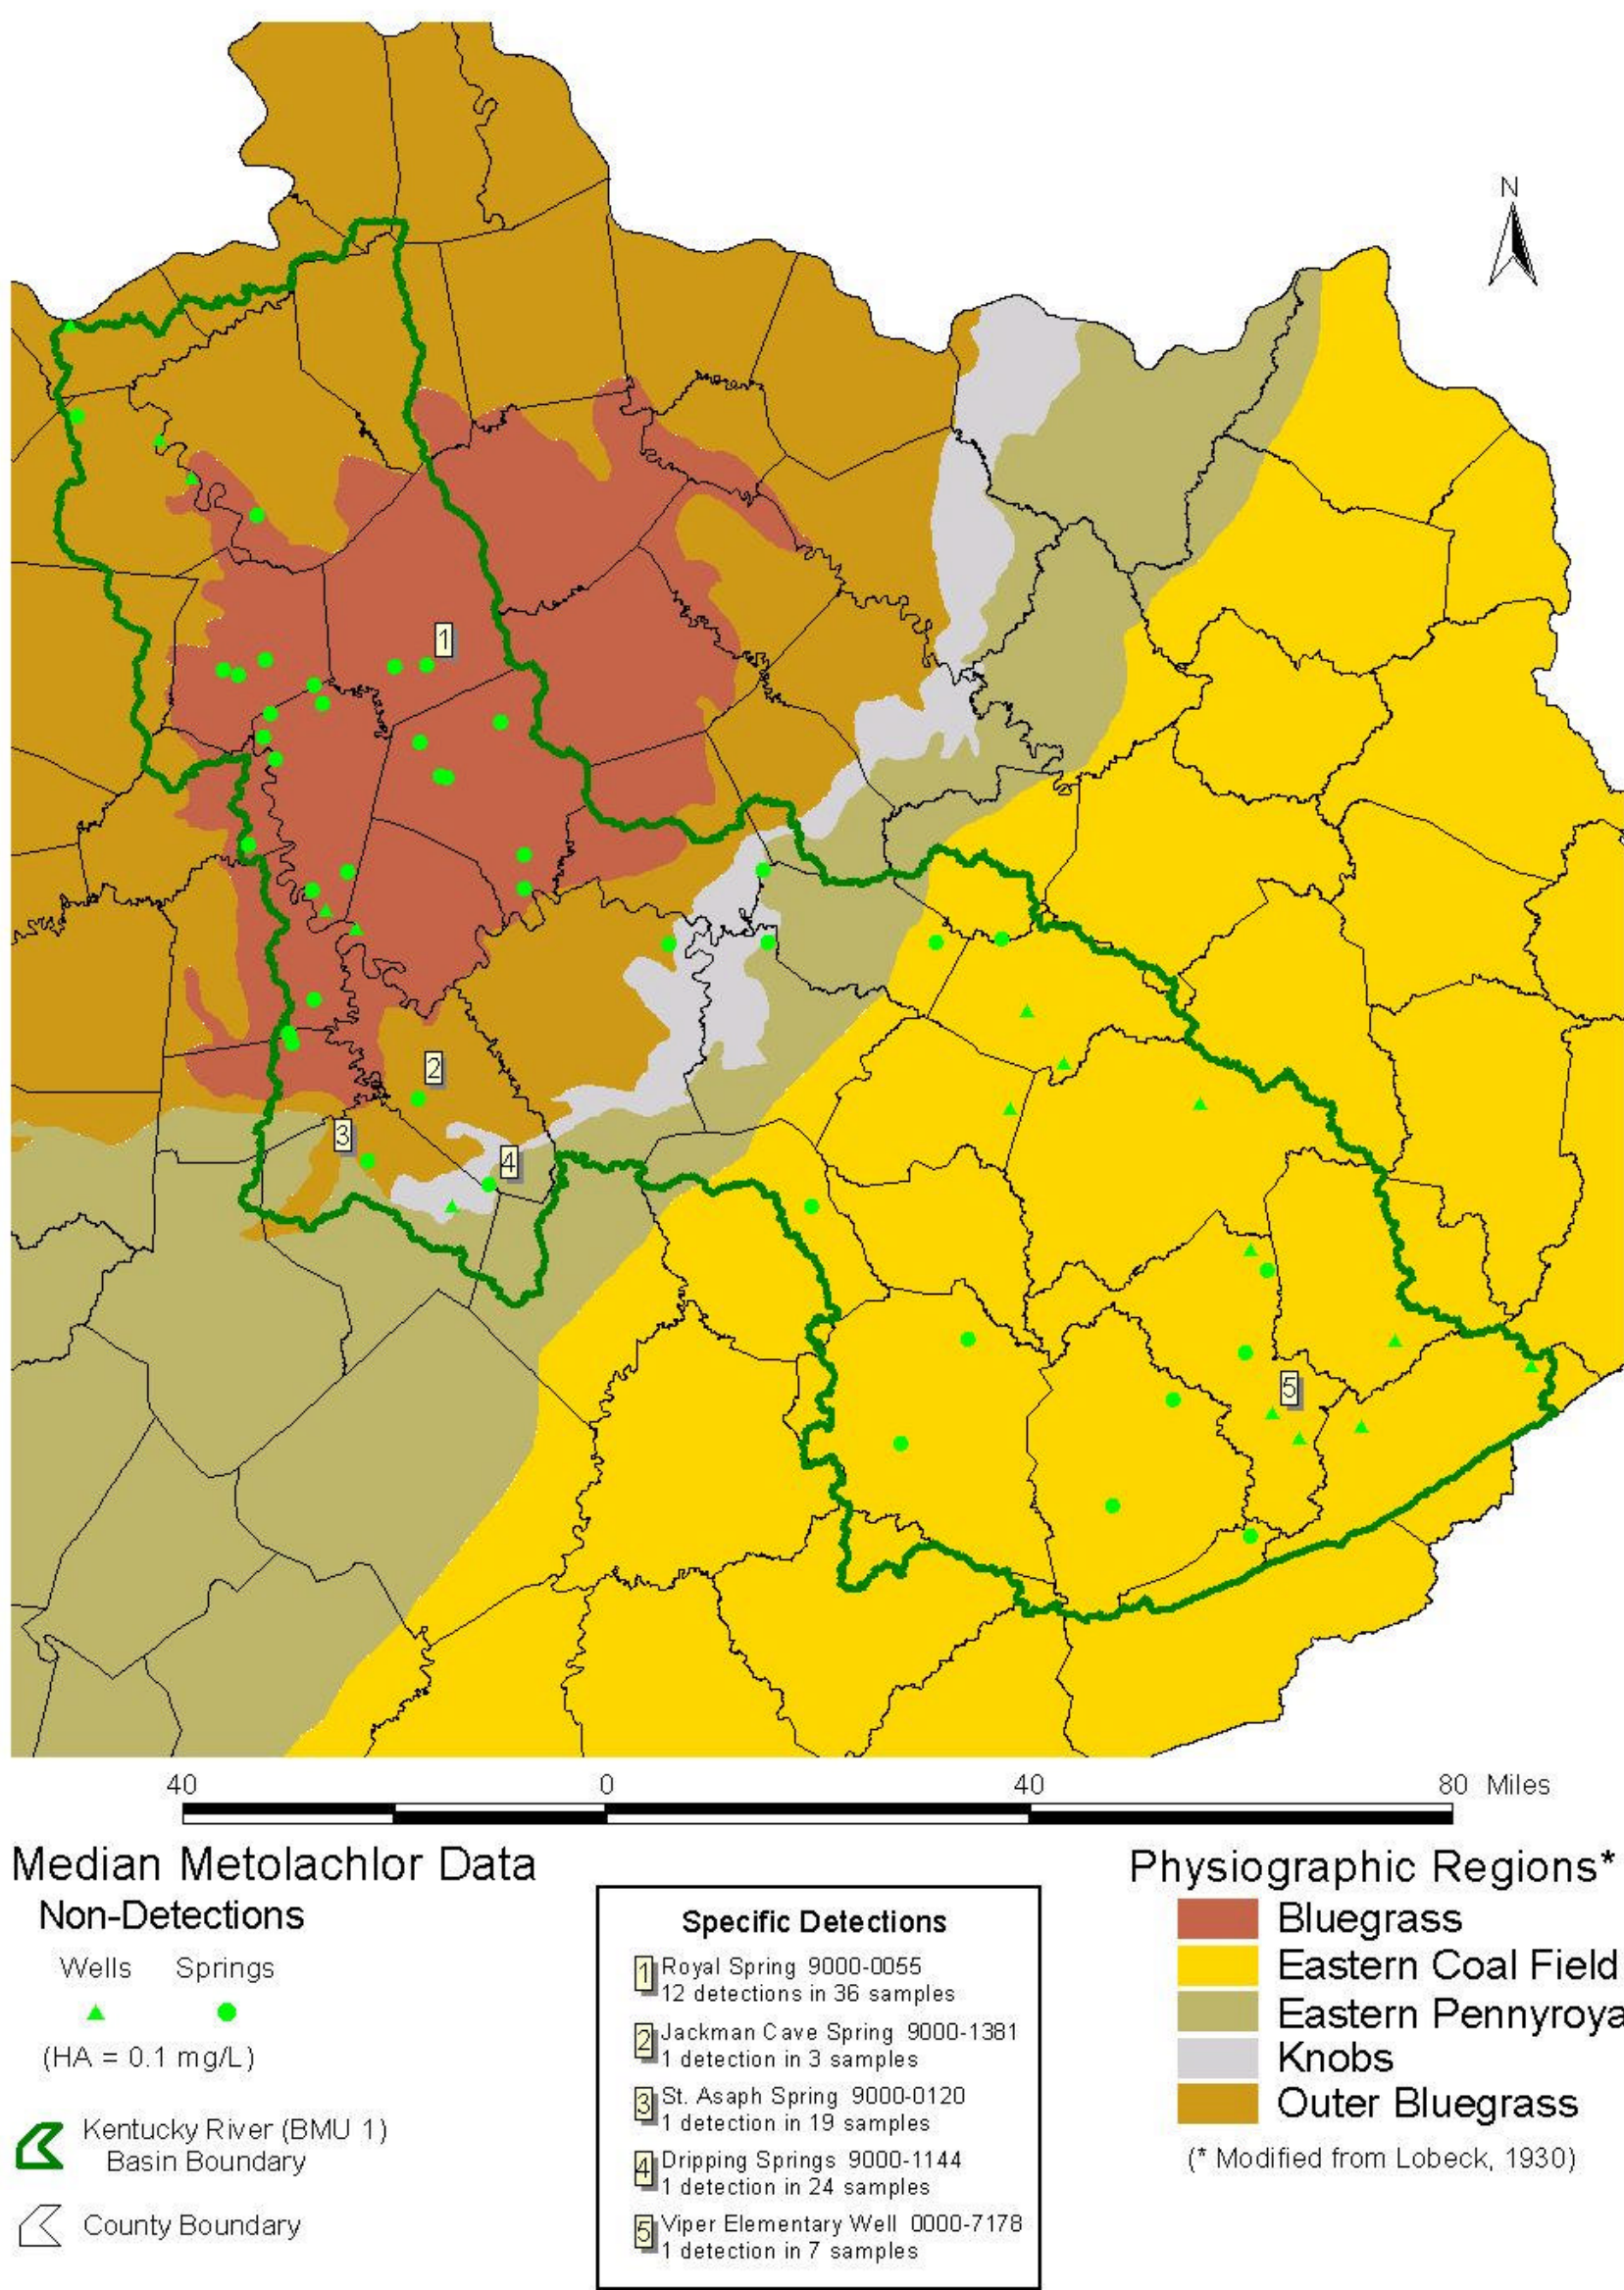 N
1
2
3
4
5
40 0 40 80 Miles
Median Metolachlor Data
Non-Detections
Wells Springs
(HA = 0.1 mg/L)
Kentucky River (BMU 1)
Basin Boundary
County Boundary
Specific Detections
1 Royal Spring 9000-0055
12 detections in 36 samples
2 Jackman Cave Spring 9000-1381
1 detection in 3 samples
3 St. Asaph Spring 9000-0120
1 detection in 19 samples
4 Dripping Springs 9000-1144
1 detection in 24 samples
5 Viper Elementary Well 0000-7178
1 detection in 7 samples
Physiographic Regions*
Bluegrass
Eastern Coal Field
Eastern Pennyroya
Knobs
Outer Bluegrass
(* Modified from Lobeck, 1930)